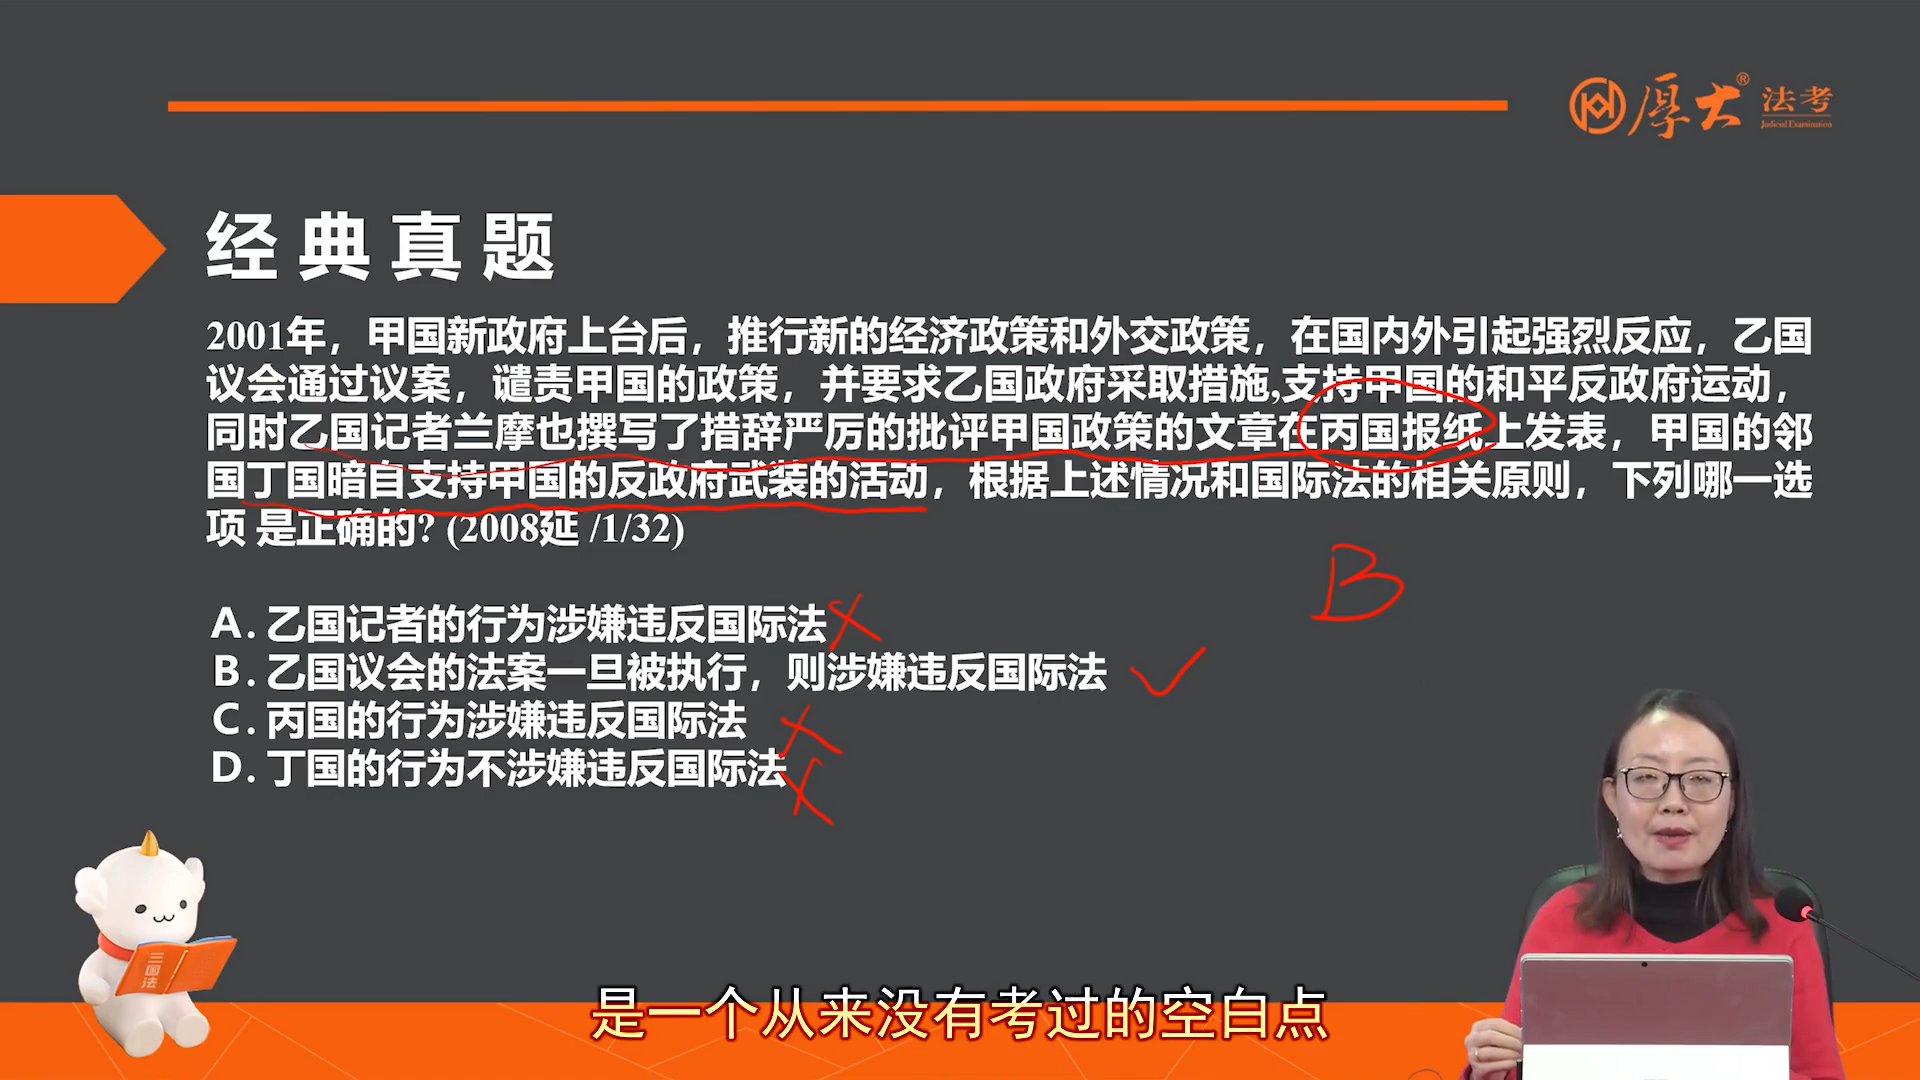 厚大®法考
Judicial Examination
经典真题
2001年，甲国新政府上台后，推行新的经济政策和外交政策，在国内外引起强烈反应，乙国
议会通过议案，谴责甲国的政策，并要求乙国政府采取措施,支持甲国的和平反政府运动，
同时乙国记者兰摩也撰写了措辞严厉的批评甲国政策的文章在丙国报纸上发表，甲国的邻
国丁国暗自支持甲国的反政府武装的活动，根据上述情况和国际法的相关原则，下列哪一选
项 是正确的? (2008延 /1/32)
B
A. 乙国记者的行为涉嫌违反国际法
B. 乙国议会的法案一旦被执行，则涉嫌违反国际法
C. 丙国的行为涉嫌违反国际法
D. 丁国的行为不涉嫌违反国际法
三国法
是一个从来没有考过的空白点